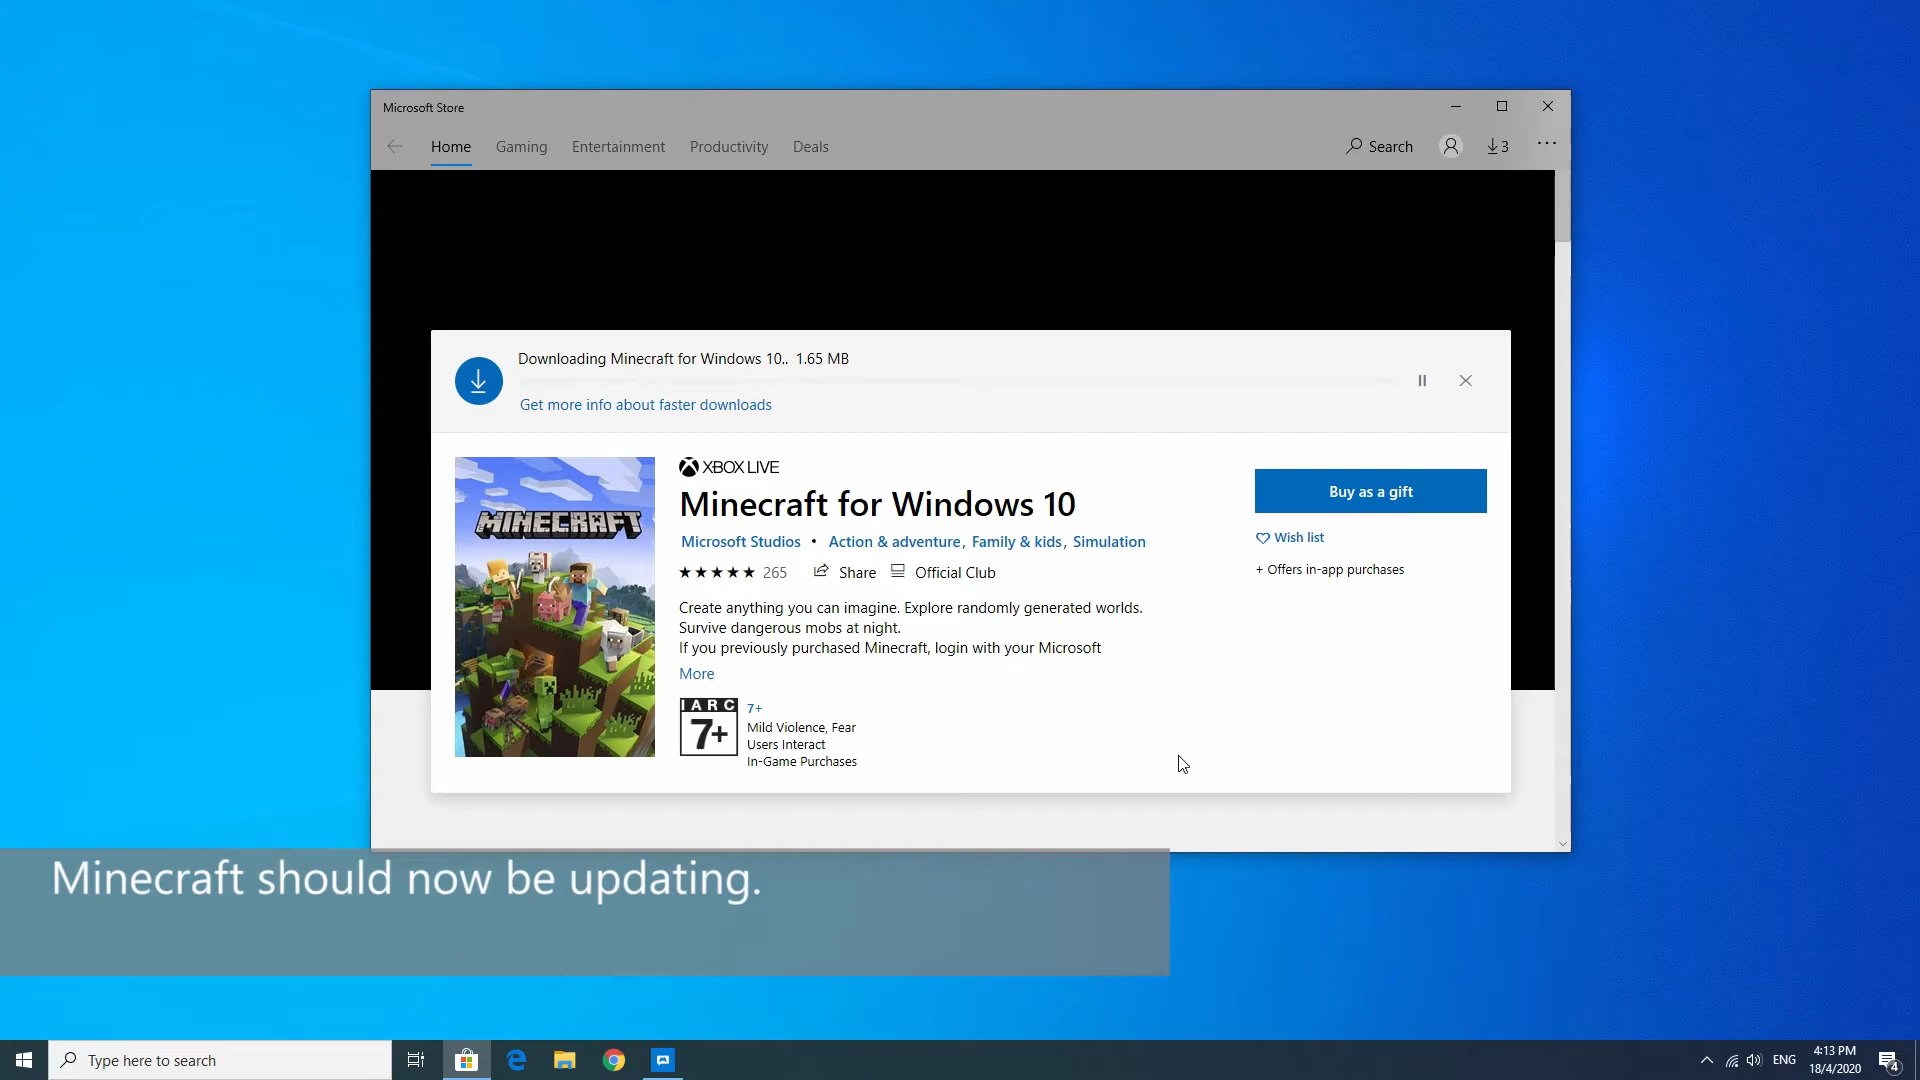 Microsoft Store
Home Gaming Entertainment Productivity Deals Search 3
Downloading Minecraft for Windows 10.. 1.65 MB
Get more info about faster downloads
XBOX LIVE
Minecraft for Windows 10
Microsoft Studios • Action & adventure, Family & kids, Simulation
★★★★★ 265 Share Official Club
Create anything you can imagine. Explore randomly generated worlds.
Survive dangerous mobs at night.
If you previously purchased Minecraft, login with your Microsoft
More
MINECRAFT
IARC
7+
7+
Mild Violence, Fear
Users Interact
In-Game Purchases
Buy as a gift
Wish list
+ Offers in-app purchases
Minecraft should now be updating.
Type here to search
ENG
4:13 PM
18/4/2020
4